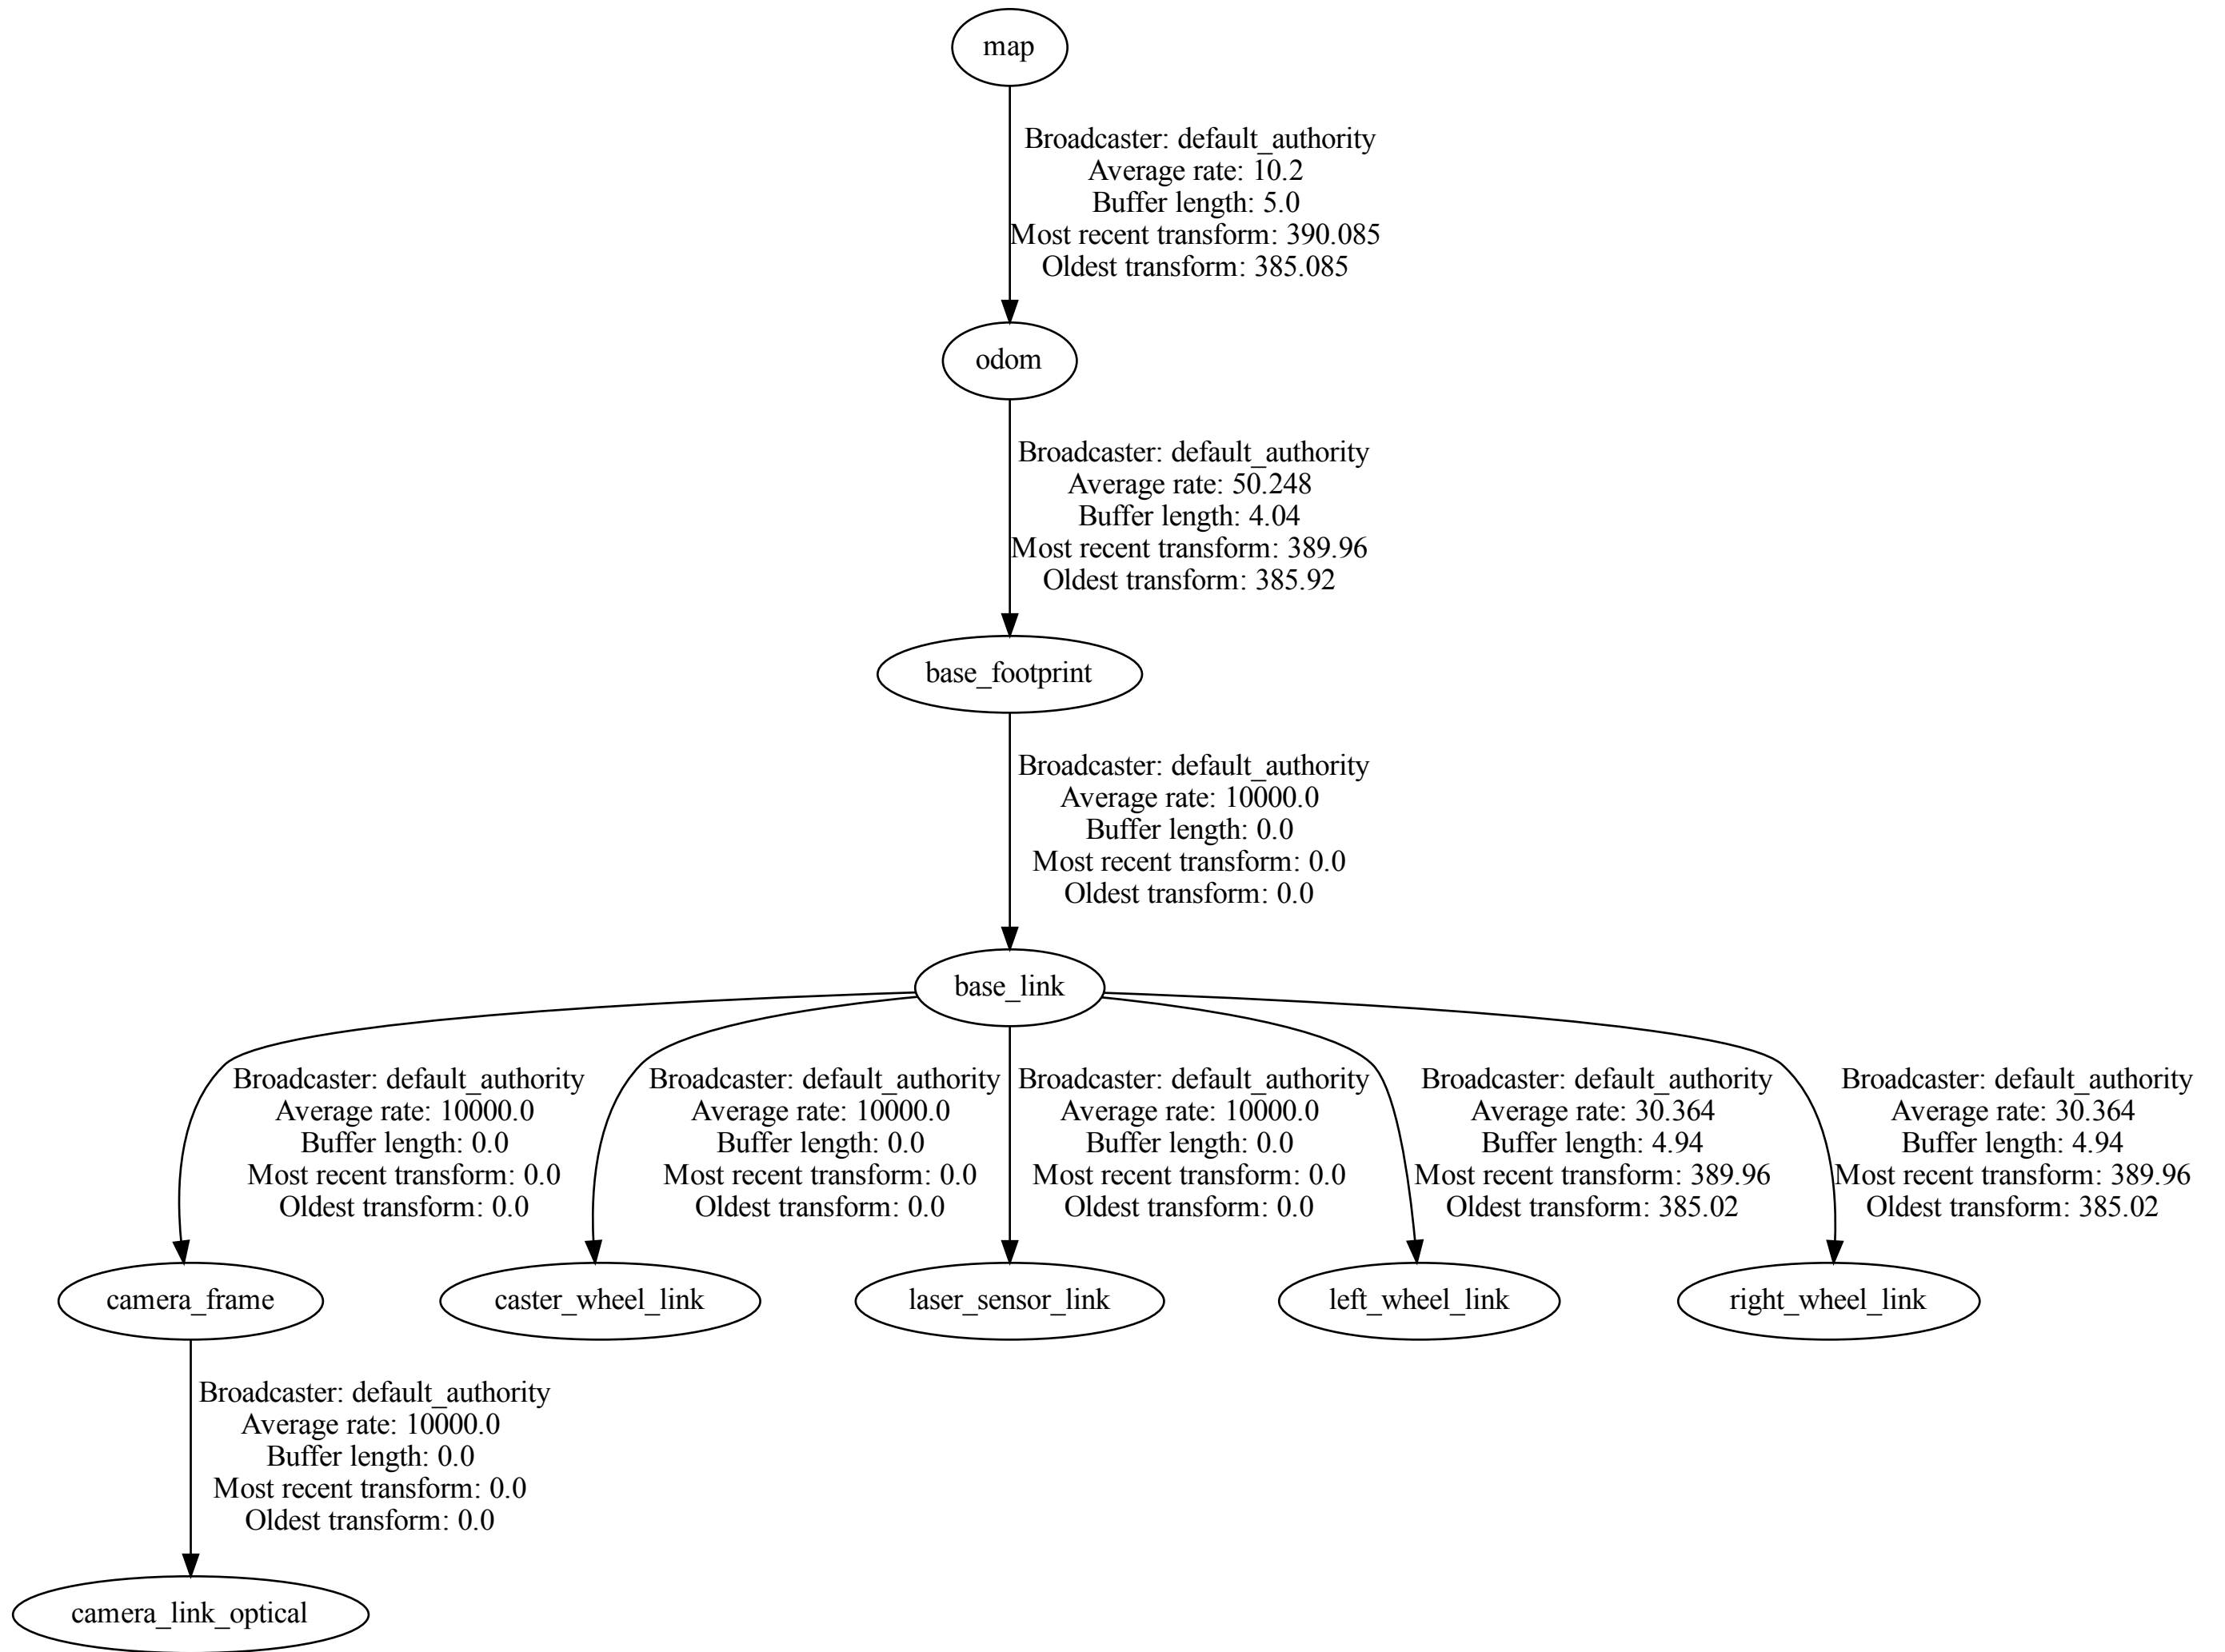 map
Broadcaster: default_authority
Average rate: 10.2
Buffer length: 5.0
Most recent transform: 390.085
Oldest transform: 385.085
odom
Broadcaster: default_authority
Average rate: 50.248
Buffer length: 4.04
Most recent transform: 389.96
Oldest transform: 385.92
base_footprint
Broadcaster: default_authority
Average rate: 10000.0
Buffer length: 0.0
Most recent transform: 0.0
Oldest transform: 0.0
base_link
Broadcaster: default_authority
Average rate: 10000.0
Buffer length: 0.0
Most recent transform: 0.0
Oldest transform: 0.0
Broadcaster: default_authority
Average rate: 10000.0
Buffer length: 0.0
Most recent transform: 0.0
Oldest transform: 0.0
Broadcaster: default_authority
Average rate: 10000.0
Buffer length: 0.0
Most recent transform: 0.0
Oldest transform: 0.0
Broadcaster: default_authority
Average rate: 30.364
Buffer length: 4.94
Most recent transform: 389.96
Oldest transform: 385.02
Broadcaster: default_authority
Average rate: 30.364
Buffer length: 4.94
Most recent transform: 389.96
Oldest transform: 385.02
camera_frame
caster_wheel_link
laser_sensor_link
left_wheel_link
right_wheel_link
Broadcaster: default_authority
Average rate: 10000.0
Buffer length: 0.0
Most recent transform: 0.0
Oldest transform: 0.0
camera_link_optical